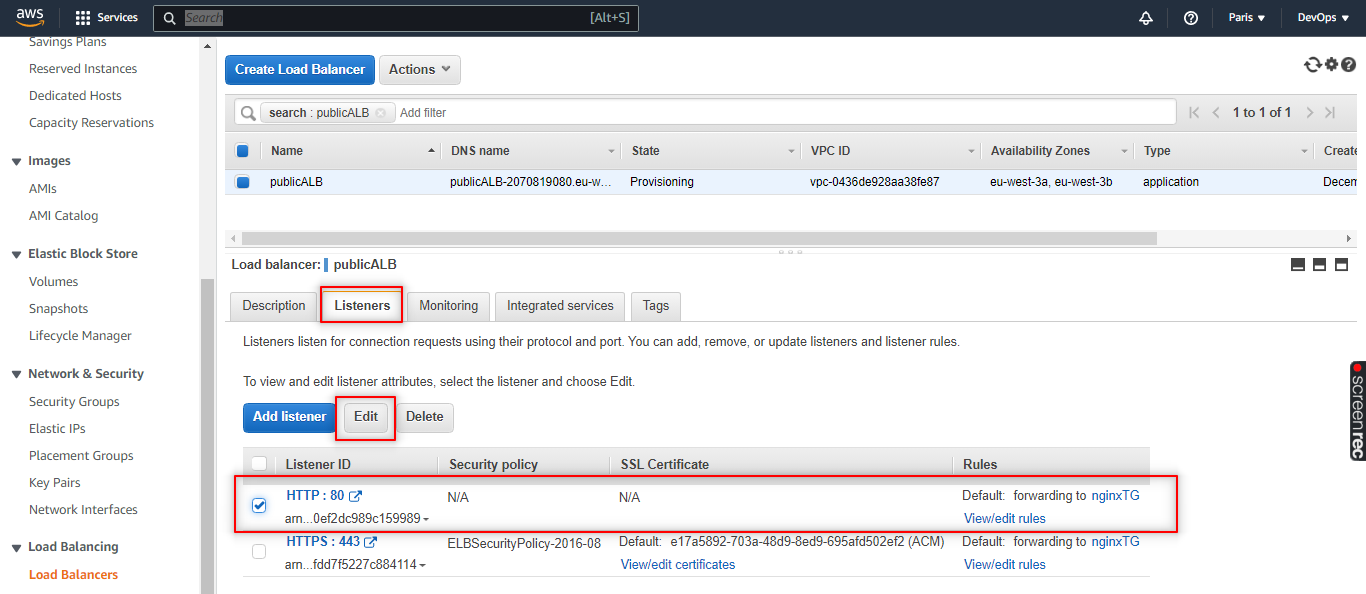 aws
Services
Search
[Alt+S]
Paris
DevOps
Savings Plans
Reserved Instances
Dedicated Hosts
Capacity Reservations
Images
AMIs
AMI Catalog
Elastic Block Store
Volumes
Snapshots
Lifecycle Manager
Network & Security
Security Groups
Elastic IPs
Placement Groups
Key Pairs
Network Interfaces
Load Balancing
Load Balancers
Create Load Balancer
Actions
search : publicALB
Add filter
1 to 1 of 1
Name DNS name State VPC ID Availability Zones Type Create
publicALB publicALB-2070819080.eu-w... Provisioning vpc-0436de928aa38fe87 eu-west-3a, eu-west-3b application Decem
Load balancer: publicALB
Description Listeners Monitoring Integrated services Tags
Listeners listen for connection requests using their protocol and port. You can add, remove, or update listeners and listener rules.
To view and edit listener attributes, select the listener and choose Edit.
Add listener Edit Delete
Listener ID Security policy SSL Certificate Rules
HTTP : 80 N/A N/A Default: forwarding to nginxTG
arn...0ef2dc989c159989 View/edit rules
HTTPS : 443 ELBSecurityPolicy-2016-08 Default: e17a5892-703a-48d9-8ed9-695afd502ef2 (ACM) Default: forwarding to nginxTG
arn...fdd7f5227c884114 View/edit certificates View/edit rules
screenrec